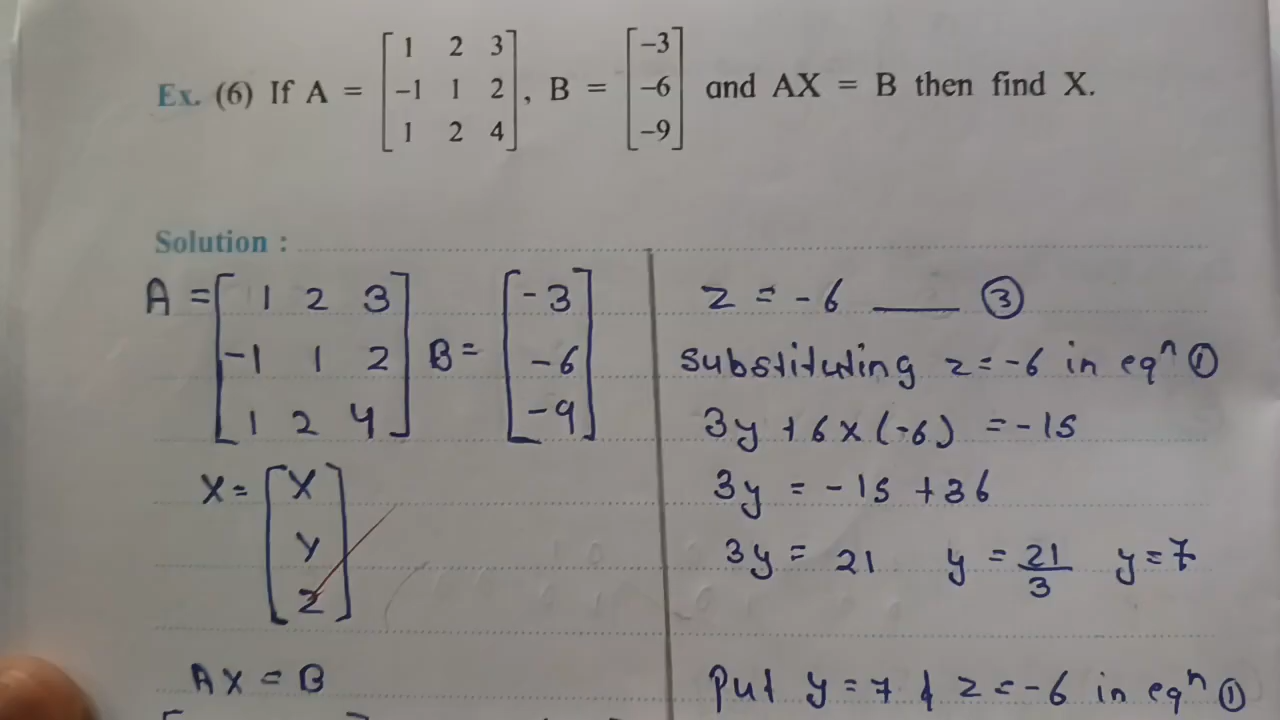 Ex. (6) If A = [1 2 3 -1 1 2 1 2 4], B = [-3 -6 -9] and AX = B then find X.
Solution :
A = [1 2 3 -1 1 2 1 2 4] B = [-3 -6 -9]
X = [X y z]
AX = B
z = -6 —— ③
substituting z = -6 in eqⁿ ①
3y + 6 x (-6) = -15
3y = -15 + 36
3y = 21 y = 21/3 y = 7
Put y = 7 & z = -6 in eqⁿ ①